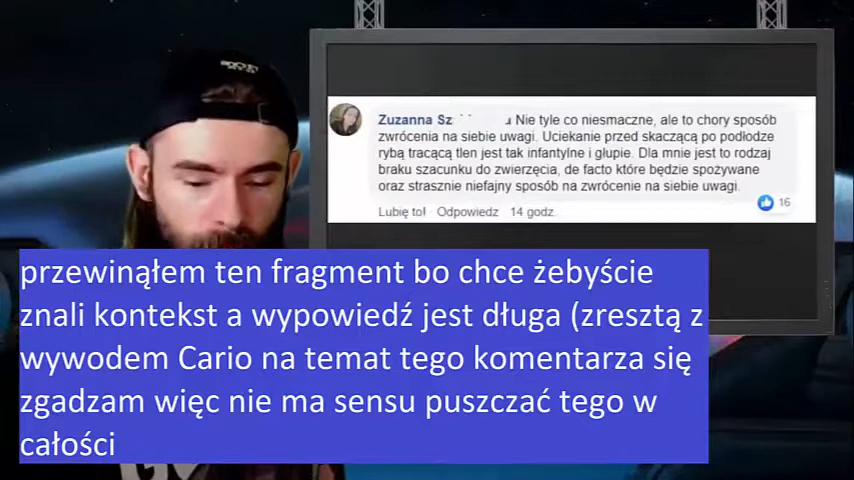 Zuzanna Sz Nie tyle co niesmaczne, ale to chory sposób
zwrócenia na siebie uwagi. Uciekanie przed skaczącą po podłodze
rybą tracącą tlen jest tak infantylne i głupie. Dla mnie jest to rodzaj
braku szacunku do zwierzęcia, de facto które będzie spożywane
oraz strasznie niefajny sposób na zwrócenie na siebie uwagi.
16
Lubię to! Odpowiedz 14 godz.
przewinąłem ten fragment bo chce żebyście
znali kontekst a wypowiedź jest długa (zresztą z
wywodem Cario na temat tego komentarza się
zgadzam więc nie ma sensu puszczać tego w
całości